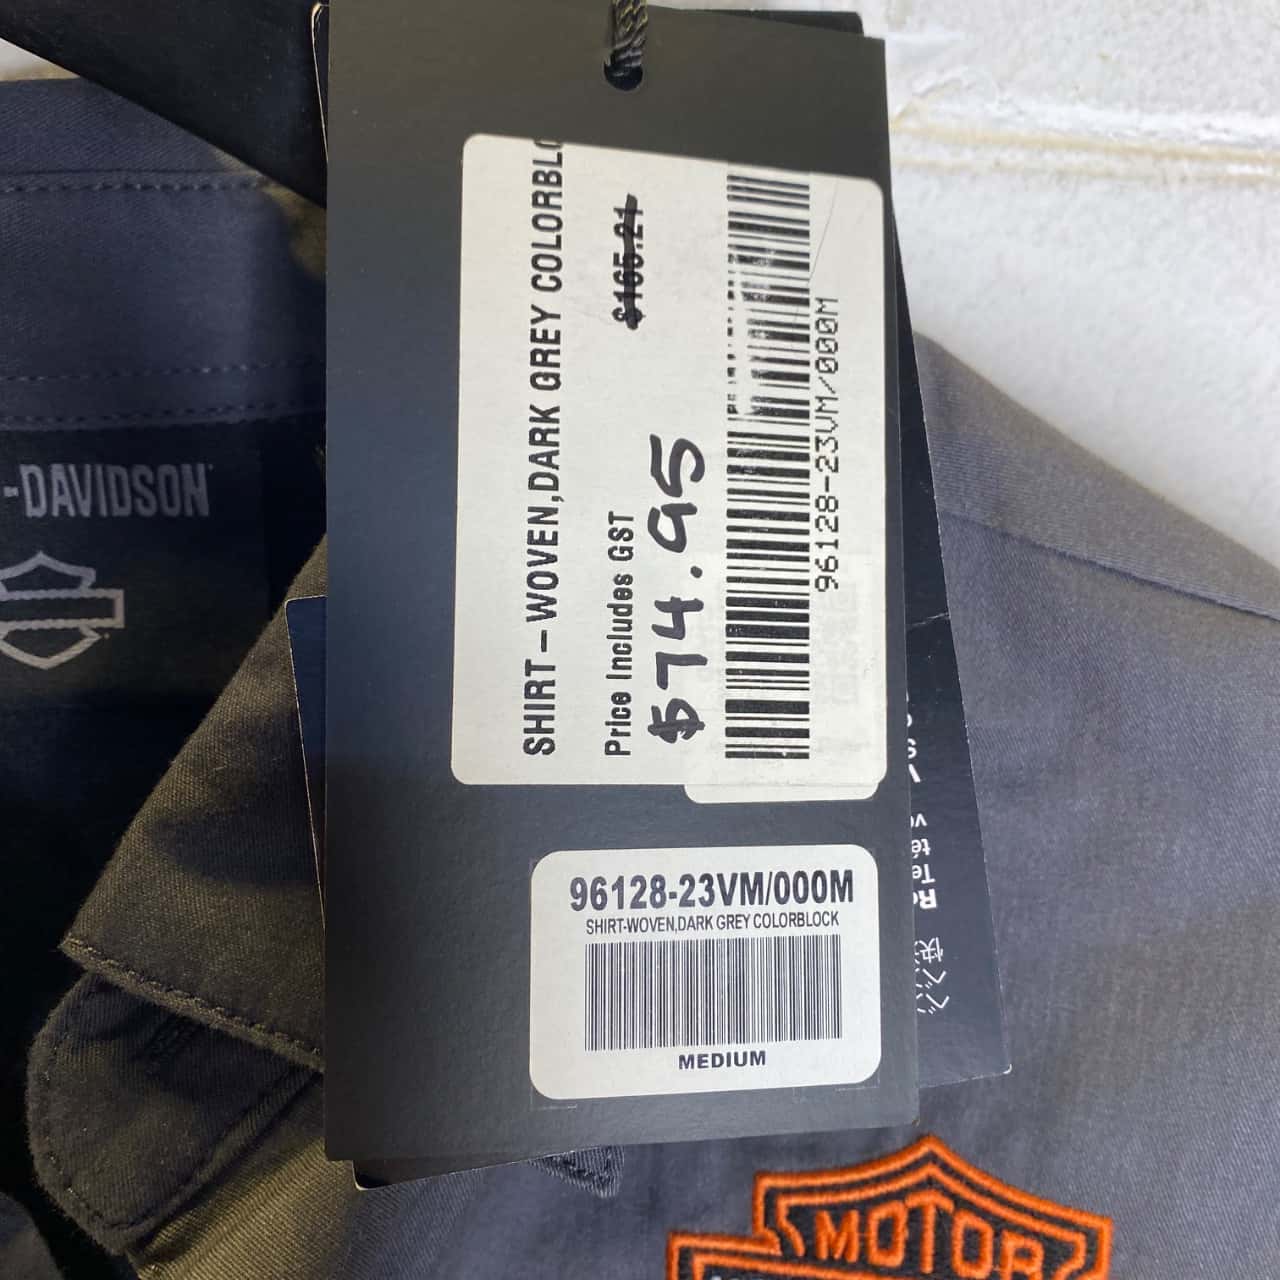 SHIRT-WOVEN,DARK GREY COLORBLO
$165.21
Price Includes GST
$74.95
96128-23VM/000M
96128-23VM/000M
SHIRT-WOVEN,DARK GREY COLORBLOCK
MEDIUM
-DAVIDSON
MOTOR